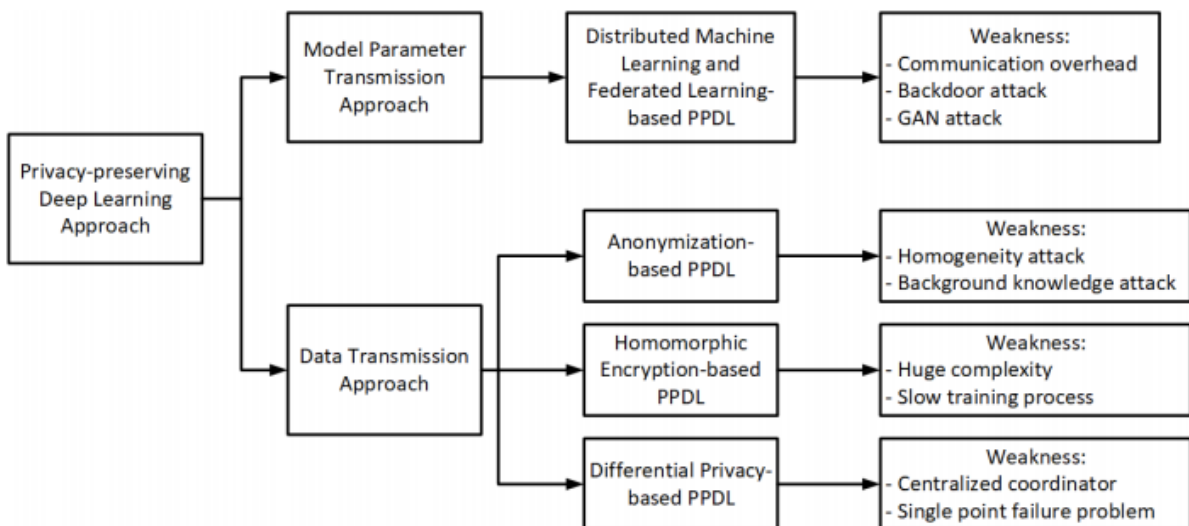 Privacy-preserving
Deep Learning
Approach
Model Parameter
Transmission
Approach
Distributed Machine
Learning and
Federated Learning-
based PPDL
Weakness:
- Communication overhead
- Backdoor attack
- GAN attack
Data Transmission
Approach
Anonymization-
based PPDL
Weakness:
- Homogeneity attack
- Background knowledge attack
Homomorphic
Encryption-based
PPDL
Weakness:
- Huge complexity
- Slow training process
Differential Privacy-
based PPDL
Weakness:
- Centralized coordinator
- Single point failure problem